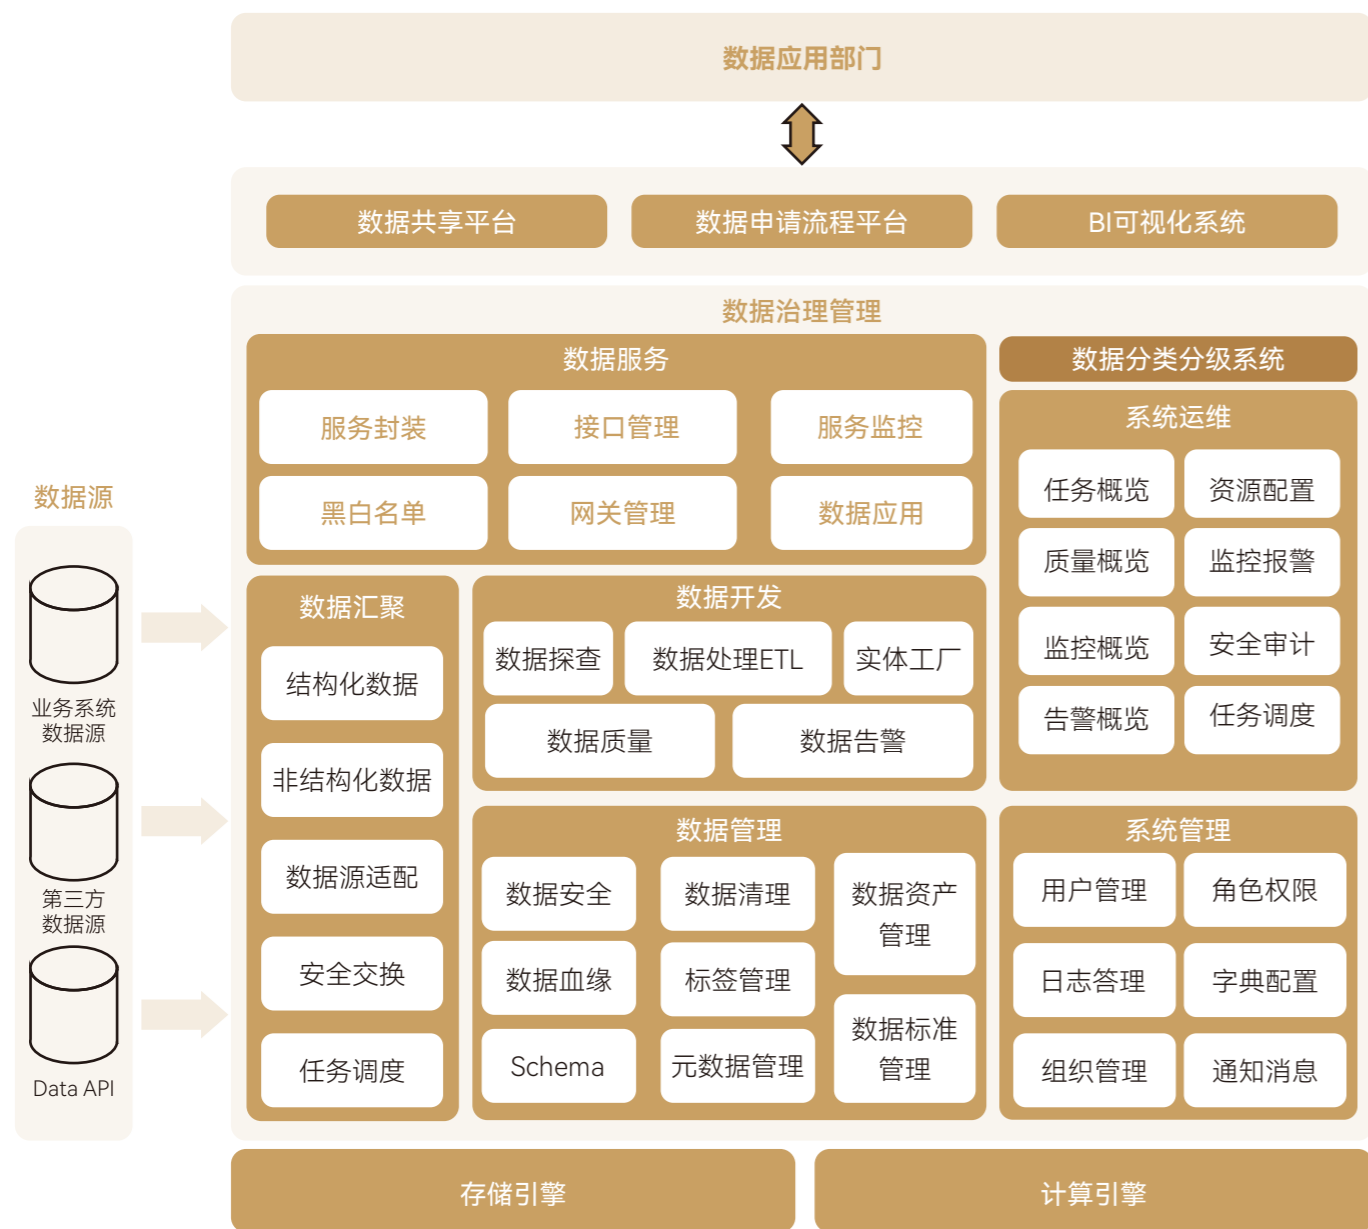 数据应用部门
数据共享平台
数据申请流程平台
BI可视化系统
数据治理管理
数据服务
服务封装
接口管理
服务监控
黑白名单
网关管理
数据应用
数据分类分级系统
系统运维
任务概览
资源配置
质量概览
监控报警
监控概览
安全审计
告警概览
任务调度
数据源
业务系统
数据源
第三方
数据源
Data API
数据汇聚
结构化数据
非结构化数据
数据源适配
安全交换
任务调度
数据开发
数据探查
数据处理ETL
实体工厂
数据质量
数据告警
数据管理
数据安全
数据清理
数据资产
管理
数据血缘
标签管理
Schema
元数据管理
数据标准
管理
系统管理
用户管理
角色权限
日志答理
字典配置
组织管理
通知消息
存储引擎
计算引擎